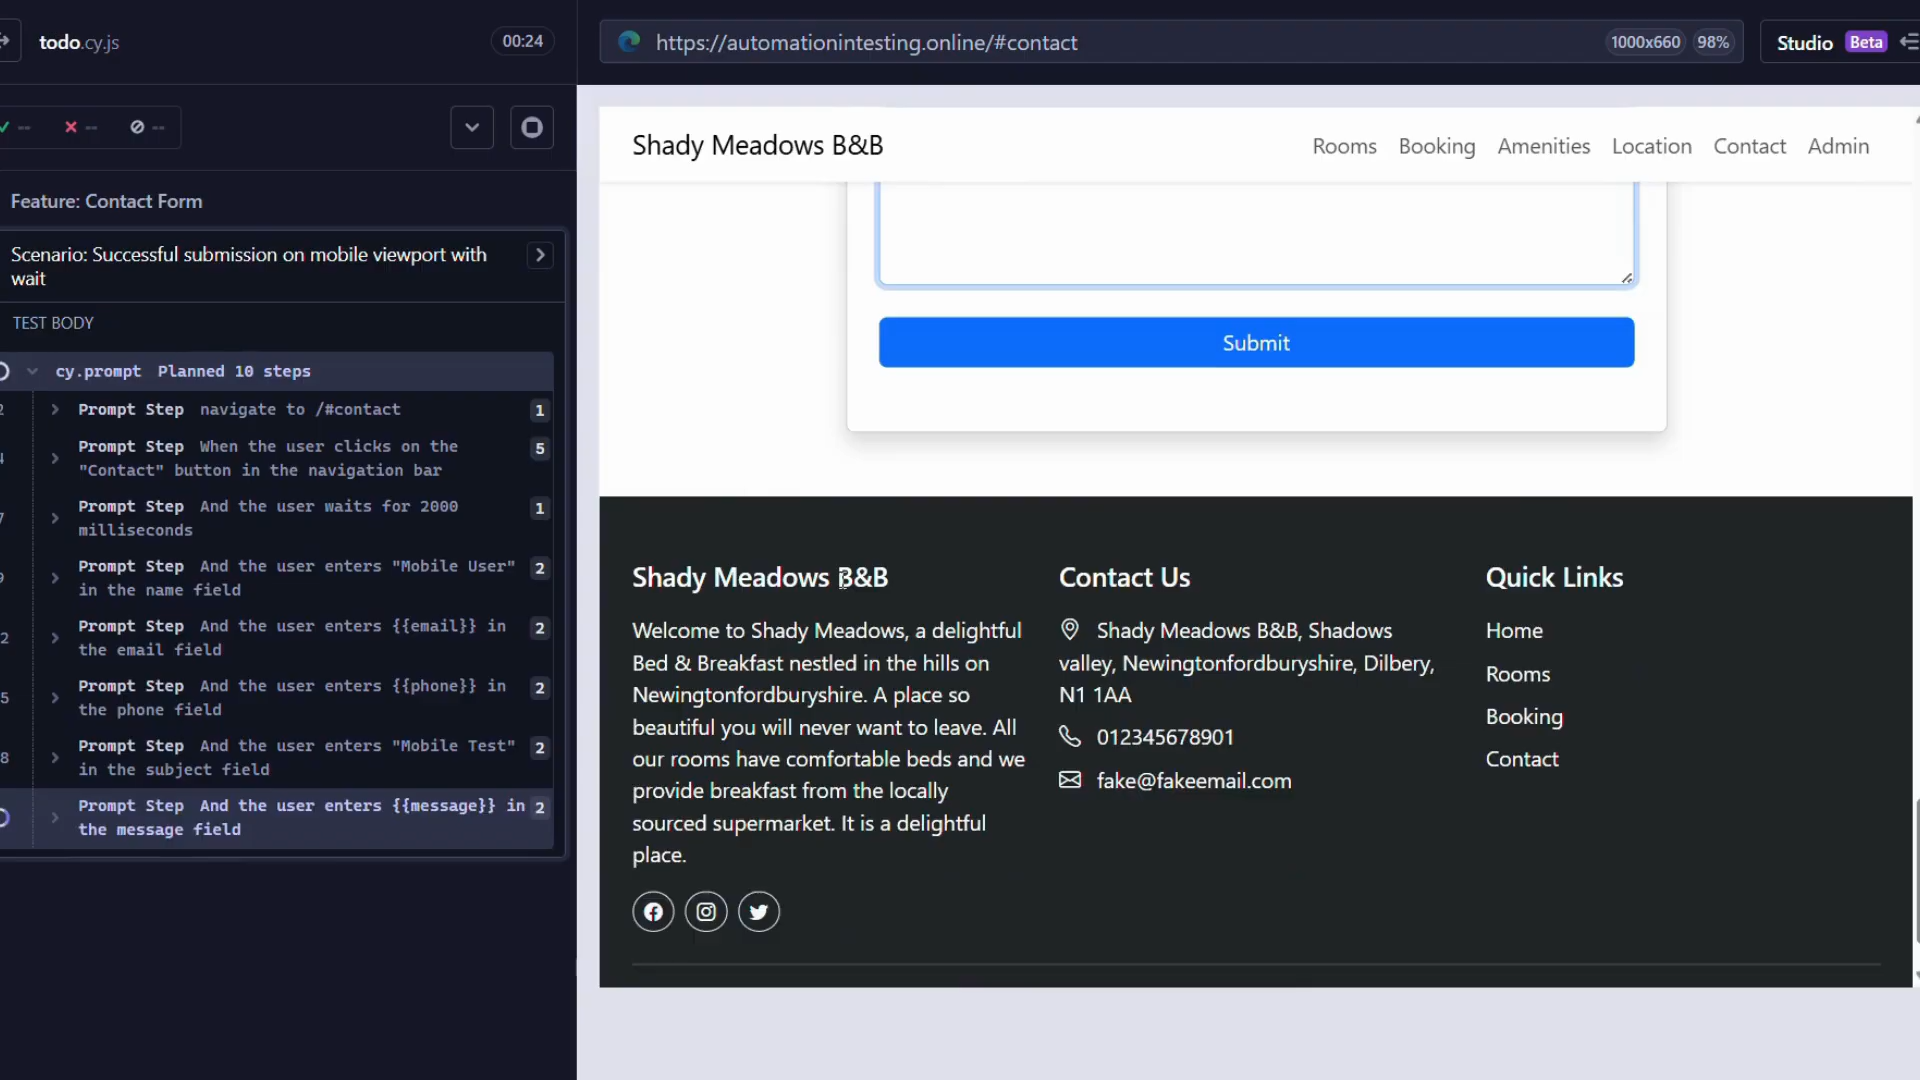 todo.cy.js
00:24
https://automationintesting.online/#contact
1000x660
98%
Studio
Beta
--
--
--
Feature: Contact Form
Scenario: Successful submission on mobile viewport with
wait
TEST BODY
cy.prompt Planned 10 steps
2
Prompt Step navigate to /#contact
1
4
Prompt Step When the user clicks on the
"Contact" button in the navigation bar
5
7
Prompt Step And the user waits for 2000
milliseconds
1
9
Prompt Step And the user enters "Mobile User"
in the name field
2
2
Prompt Step And the user enters {{email}} in
the email field
2
5
Prompt Step And the user enters {{phone}} in
the phone field
2
8
Prompt Step And the user enters "Mobile Test"
in the subject field
2
Prompt Step And the user enters {{message}} in
the message field
2
Shady Meadows B&B
Rooms
Booking
Amenities
Location
Contact
Admin
Submit
Shady Meadows B&B
Welcome to Shady Meadows, a delightful
Bed & Breakfast nestled in the hills on
Newingtonfordburyshire. A place so
beautiful you will never want to leave. All
our rooms have comfortable beds and we
provide breakfast from the locally
sourced supermarket. It is a delightful
place.
Contact Us
Shady Meadows B&B, Shadows
valley, Newingtonfordburyshire, Dilbery,
N1 1AA
012345678901
fake@fakeemail.com
Quick Links
Home
Rooms
Booking
Contact